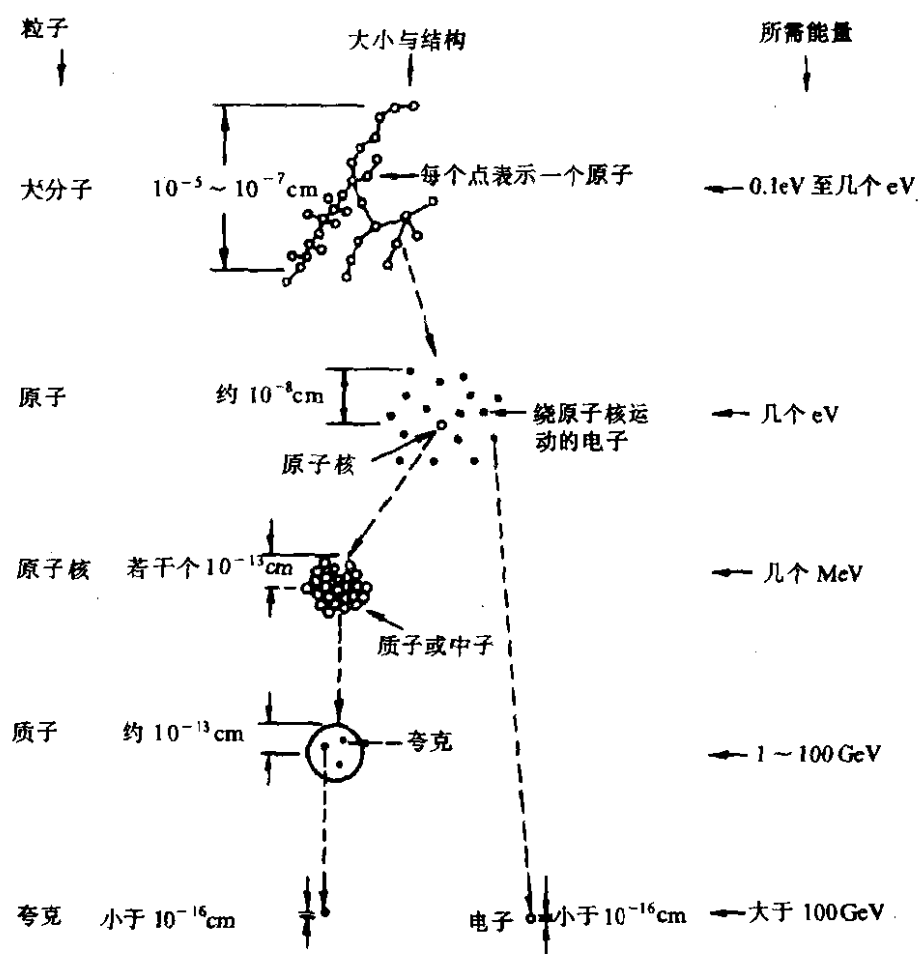 粒子
大小与结构
所需能量
大分子
10⁻⁵～10⁻⁷cm
每个点表示一个原子
0.1eV 至几个 eV
原子
约 10⁻⁸cm
绕原子核运
动的电子
几个 eV
原子核
原子核
若干个 10⁻¹³cm
几个 MeV
质子或中子
质子
约 10⁻¹³cm
夸克
1～100GeV
夸克
小于 10⁻¹⁶cm
电子
小于 10⁻¹⁶cm
大于 100GeV